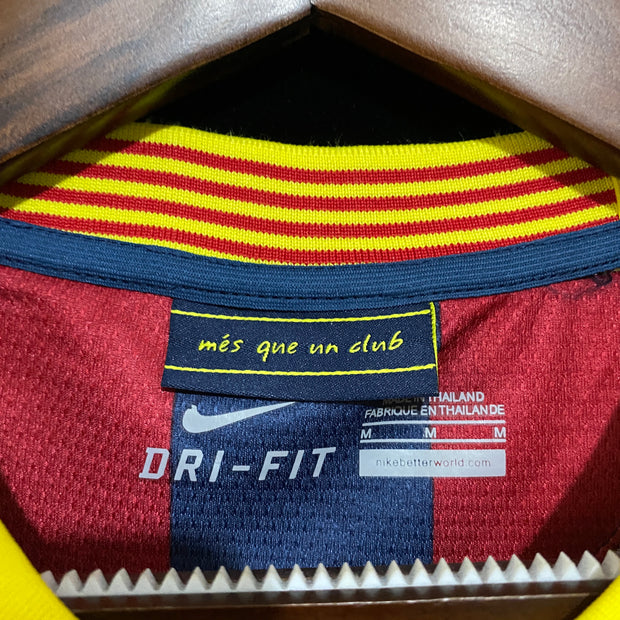 més que un club
MADE IN THAILAND
FABRIQUE EN THAILANDE
M M M
DRI-FIT
nikebetterworld.com